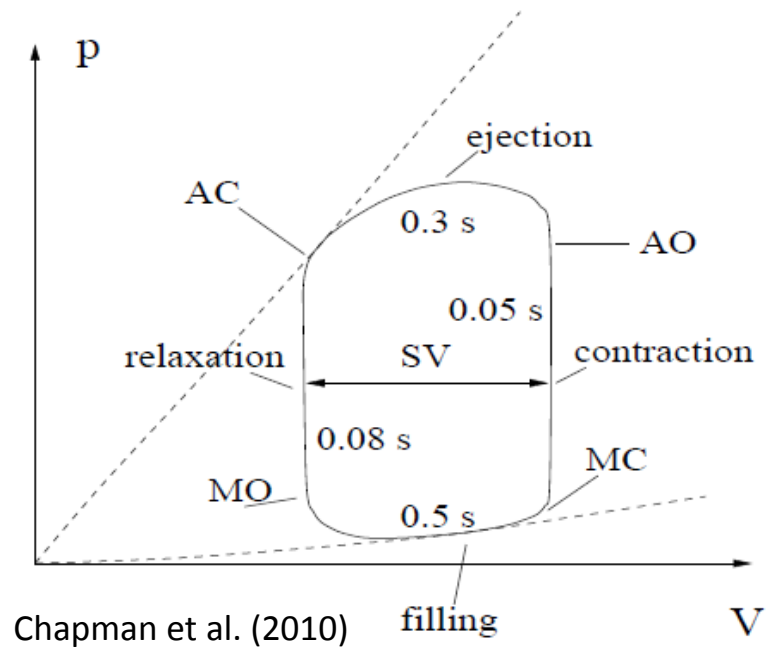 p
ejection
AC
0.3 s
AO
0.05 s
relaxation
SV
contraction
0.08 s
MC
MO
0.5 s
filling
V
Chapman et al. (2010)